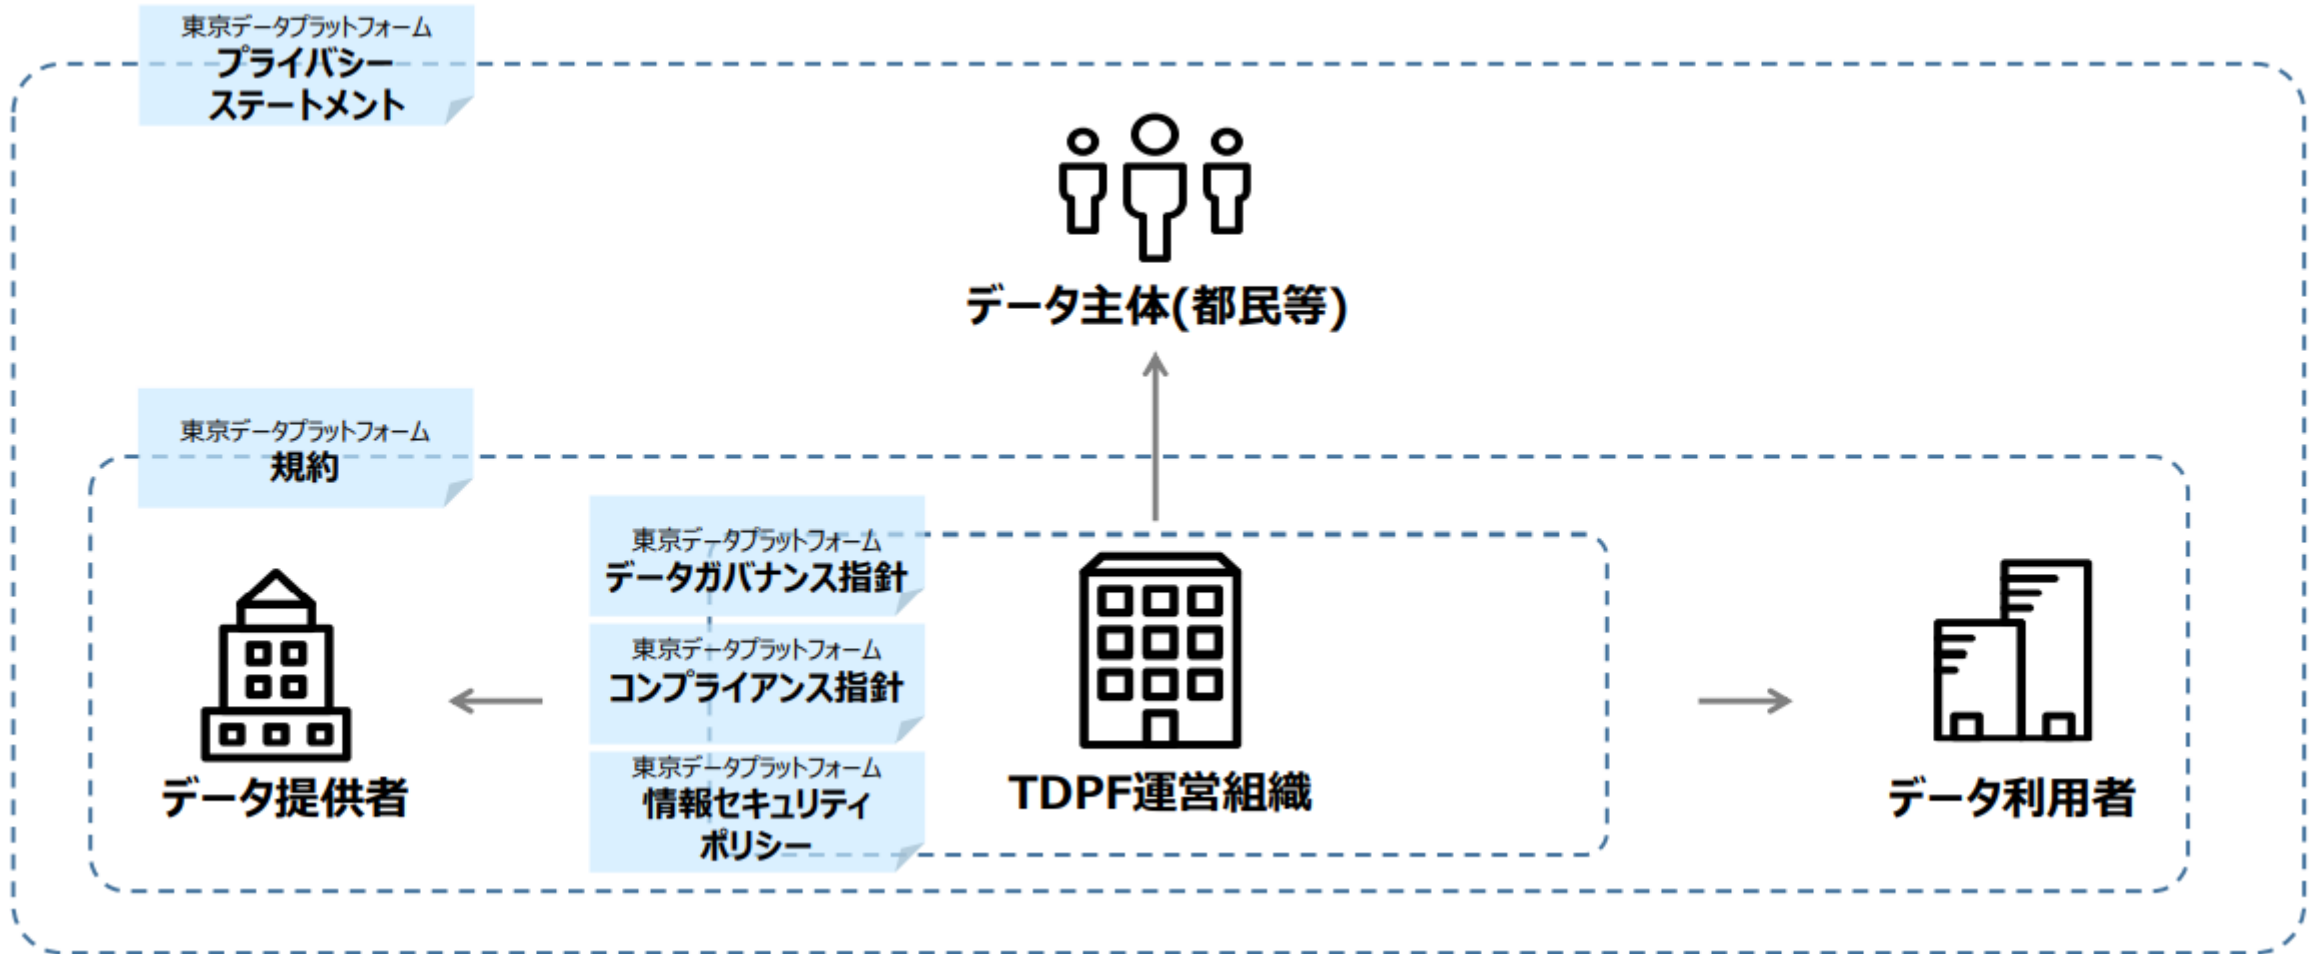 東京データプラットフォーム
プライバシー
ステートメント
データ主体(都民等)
東京データプラットフォーム
規約
東京データプラットフォーム
データガバナンス指針
東京データプラットフォーム
コンプライアンス指針
東京データプラットフォーム
情報セキュリティ
ポリシー
データ提供者
TDPF運営組織
データ利用者